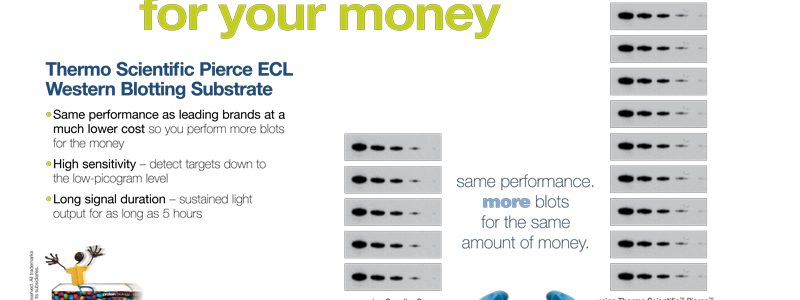 for your money
Thermo Scientific Pierce ECL
Western Blotting Substrate
Same performance as leading brands at a
much lower cost so you perform more blots
for the money
High sensitivity – detect targets down to
the low-picogram level
Long signal duration – sustained light
output for as long as 5 hours
same performance.
more blots
for the same
amount of money.
protein biology